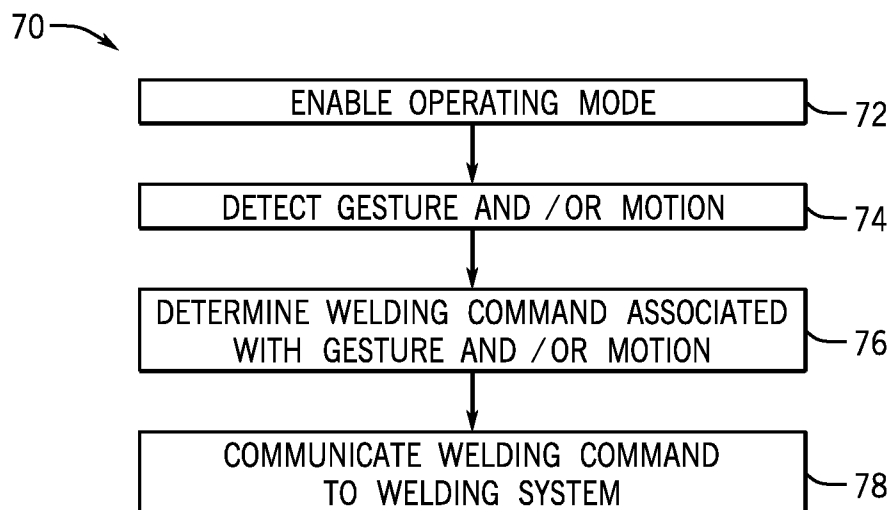 70
ENABLE OPERATING MODE
72
DETECT GESTURE AND /OR MOTION
74
DETERMINE WELDING COMMAND ASSOCIATED
WITH GESTURE AND /OR MOTION
76
COMMUNICATE WELDING COMMAND
TO WELDING SYSTEM
78